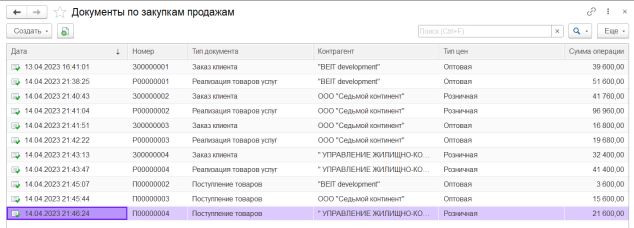 Документы по закупкам продажам
Создать Поиск (Ctrl+F) × Еще
Дата ↓ Номер Тип документа Контрагент Тип цен Сумма операции
13.04.2023 16:41:01 З00000001 Заказ клиента "BEIT development" Оптовая 39 600,00
14.04.2023 21:38:25 Р00000001 Реализация товаров услуг "BEIT development" Оптовая 51 600,00
14.04.2023 21:40:43 З00000002 Заказ клиента ООО "Седьмой континент" Розничная 41 760,00
14.04.2023 21:41:04 Р00000002 Реализация товаров услуг ООО "Седьмой континент" Розничная 96 960,00
14.04.2023 21:41:51 З00000003 Заказ клиента ООО "Седьмой континент" Оптовая 16 800,00
14.04.2023 21:42:22 Р00000003 Реализация товаров услуг ООО "Седьмой континент" Оптовая 19 680,00
14.04.2023 21:43:13 З00000004 Заказ клиента " УПРАВЛЕНИЕ ЖИЛИЩНО-КО... Розничная 32 400,00
14.04.2023 21:43:47 Р00000004 Реализация товаров услуг " УПРАВЛЕНИЕ ЖИЛИЩНО-КО... Розничная 41 400,00
14.04.2023 21:45:07 П00000002 Поступление товаров "BEIT development" Оптовая 3 600,00
14.04.2023 21:45:44 П00000003 Поступление товаров ООО "Седьмой континент" Оптовая 15 600,00
14.04.2023 21:46:24 П00000004 Поступление товаров " УПРАВЛЕНИЕ ЖИЛИЩНО-КО... Розничная 21 600,00